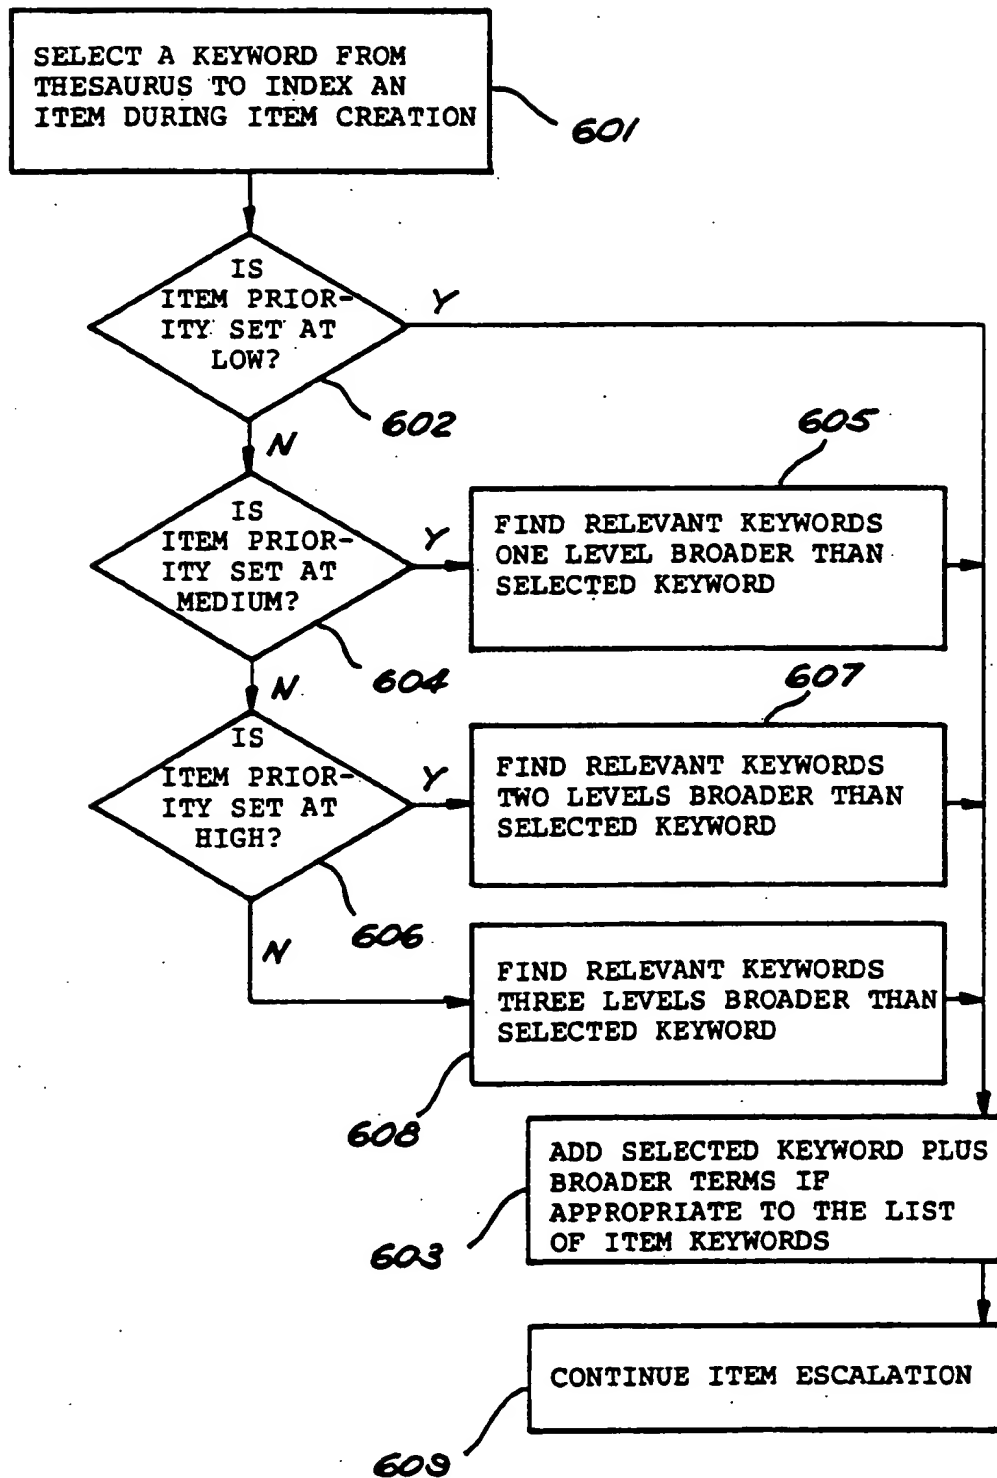 SELECT A KEYWORD FROM
THESAURUS TO INDEX AN
ITEM DURING ITEM CREATION
601
IS
ITEM PRIOR-
ITY SET AT
LOW?
Y
602
N
605
IS
ITEM PRIOR-
ITY SET AT
MEDIUM?
Y
FIND RELEVANT KEYWORDS
ONE LEVEL BROADER THAN
SELECTED KEYWORD
604
N
607
IS
ITEM PRIOR-
ITY SET AT
HIGH?
Y
FIND RELEVANT KEYWORDS
TWO LEVELS BROADER THAN
SELECTED KEYWORD
606
N
FIND RELEVANT KEYWORDS
THREE LEVELS BROADER THAN
SELECTED KEYWORD
608
ADD SELECTED KEYWORD PLUS
BROADER TERMS IF
APPROPRIATE TO THE LIST
OF ITEM KEYWORDS
603
CONTINUE ITEM ESCALATION
609